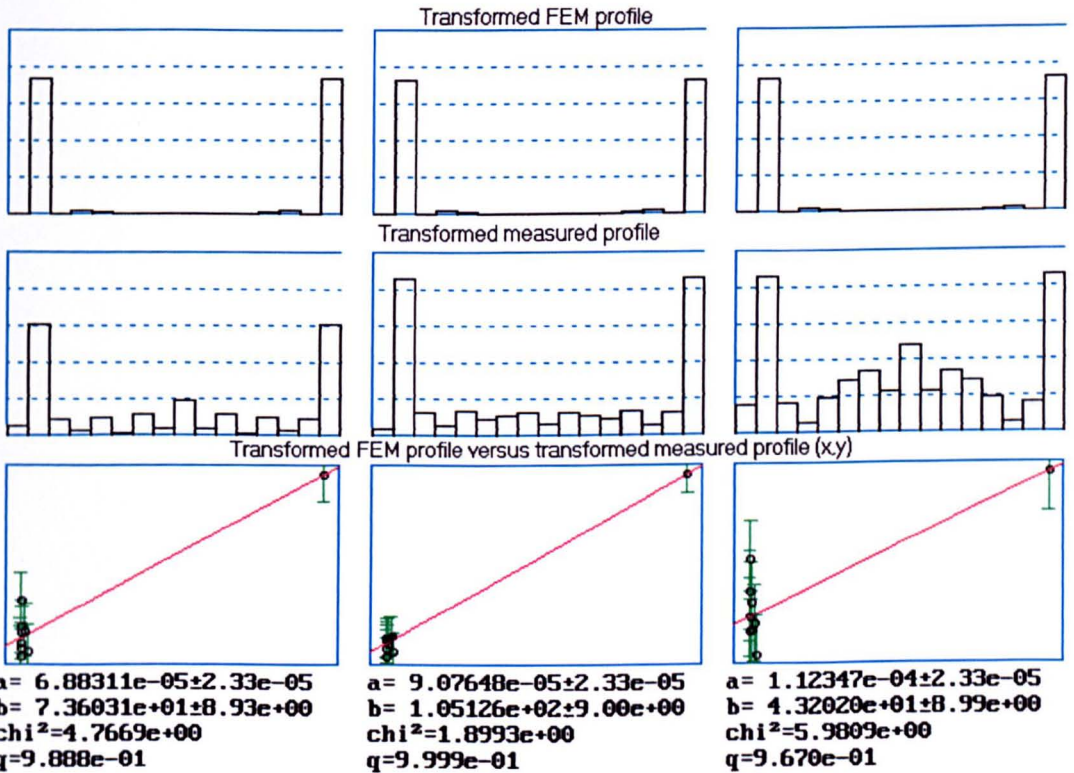 Transformed FEM profile
Transformed measured profile
Transformed FEM profile versus transformed measured profile (x,y)
a= 6.88311e-05±2.33e-05
b= 7.36031e+01±8.93e+00
chi²=4.7669e+00
q=9.888e-01
a= 9.07648e-05±2.33e-05
b= 1.05126e+02±9.00e+00
chi²=1.8993e+00
q=9.999e-01
a= 1.12347e-04±2.33e-05
b= 4.32020e+01±8.99e+00
chi²=5.9809e+00
q=9.670e-01